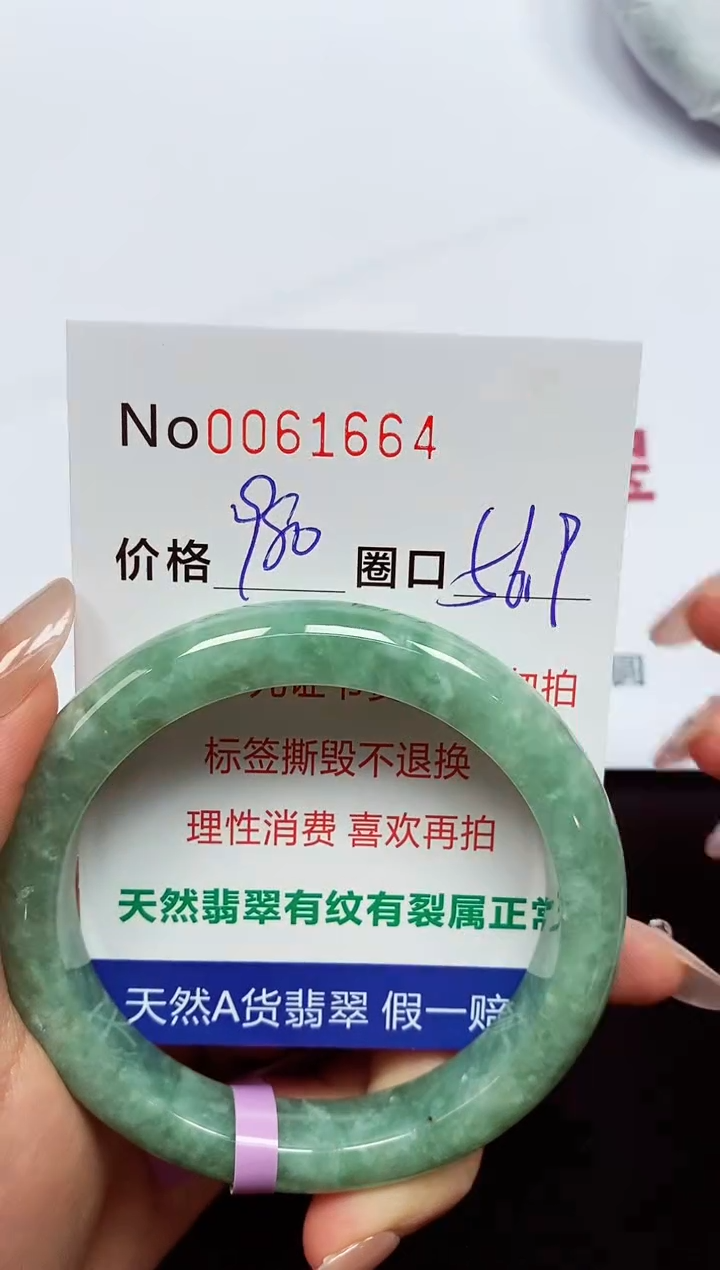 No0061664
价格 980 圈口 56.9
标签撕毁不退换
理性消费 喜欢再拍
天然翡翠有纹有裂属正常
天然A货翡翠 假一赔